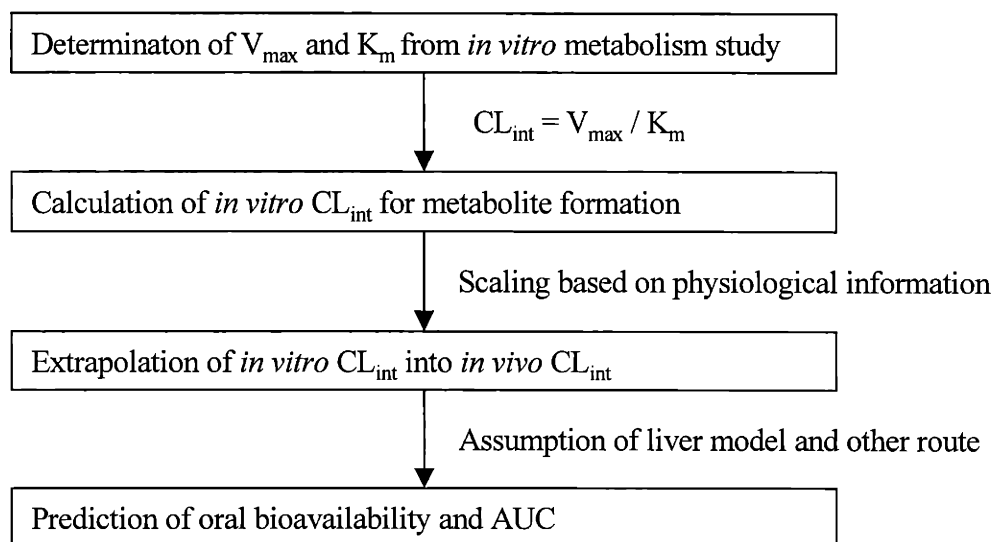 Determinaton of Vmax and Km from in vitro metabolism study
CLint = Vmax / Km
Calculation of in vitro CLint for metabolite formation
Scaling based on physiological information
Extrapolation of in vitro CLint into in vivo CLint
Assumption of liver model and other route
Prediction of oral bioavailability and AUC